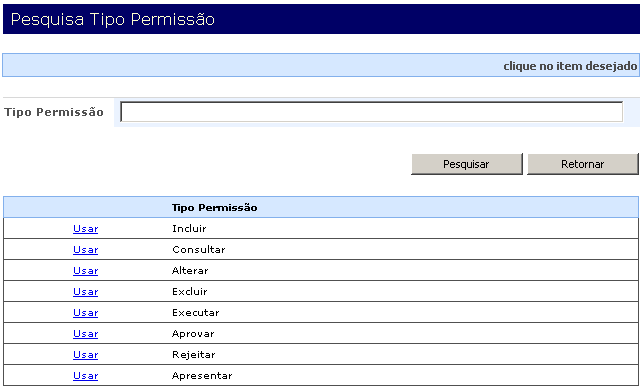 Pesquisa Tipo Permissão
clique no item desejado
Tipo Permissão
Pesquisar Retornar
Tipo Permissão
Usar Incluir
Usar Consultar
Usar Alterar
Usar Excluir
Usar Executar
Usar Aprovar
Usar Rejeitar
Usar Apresentar